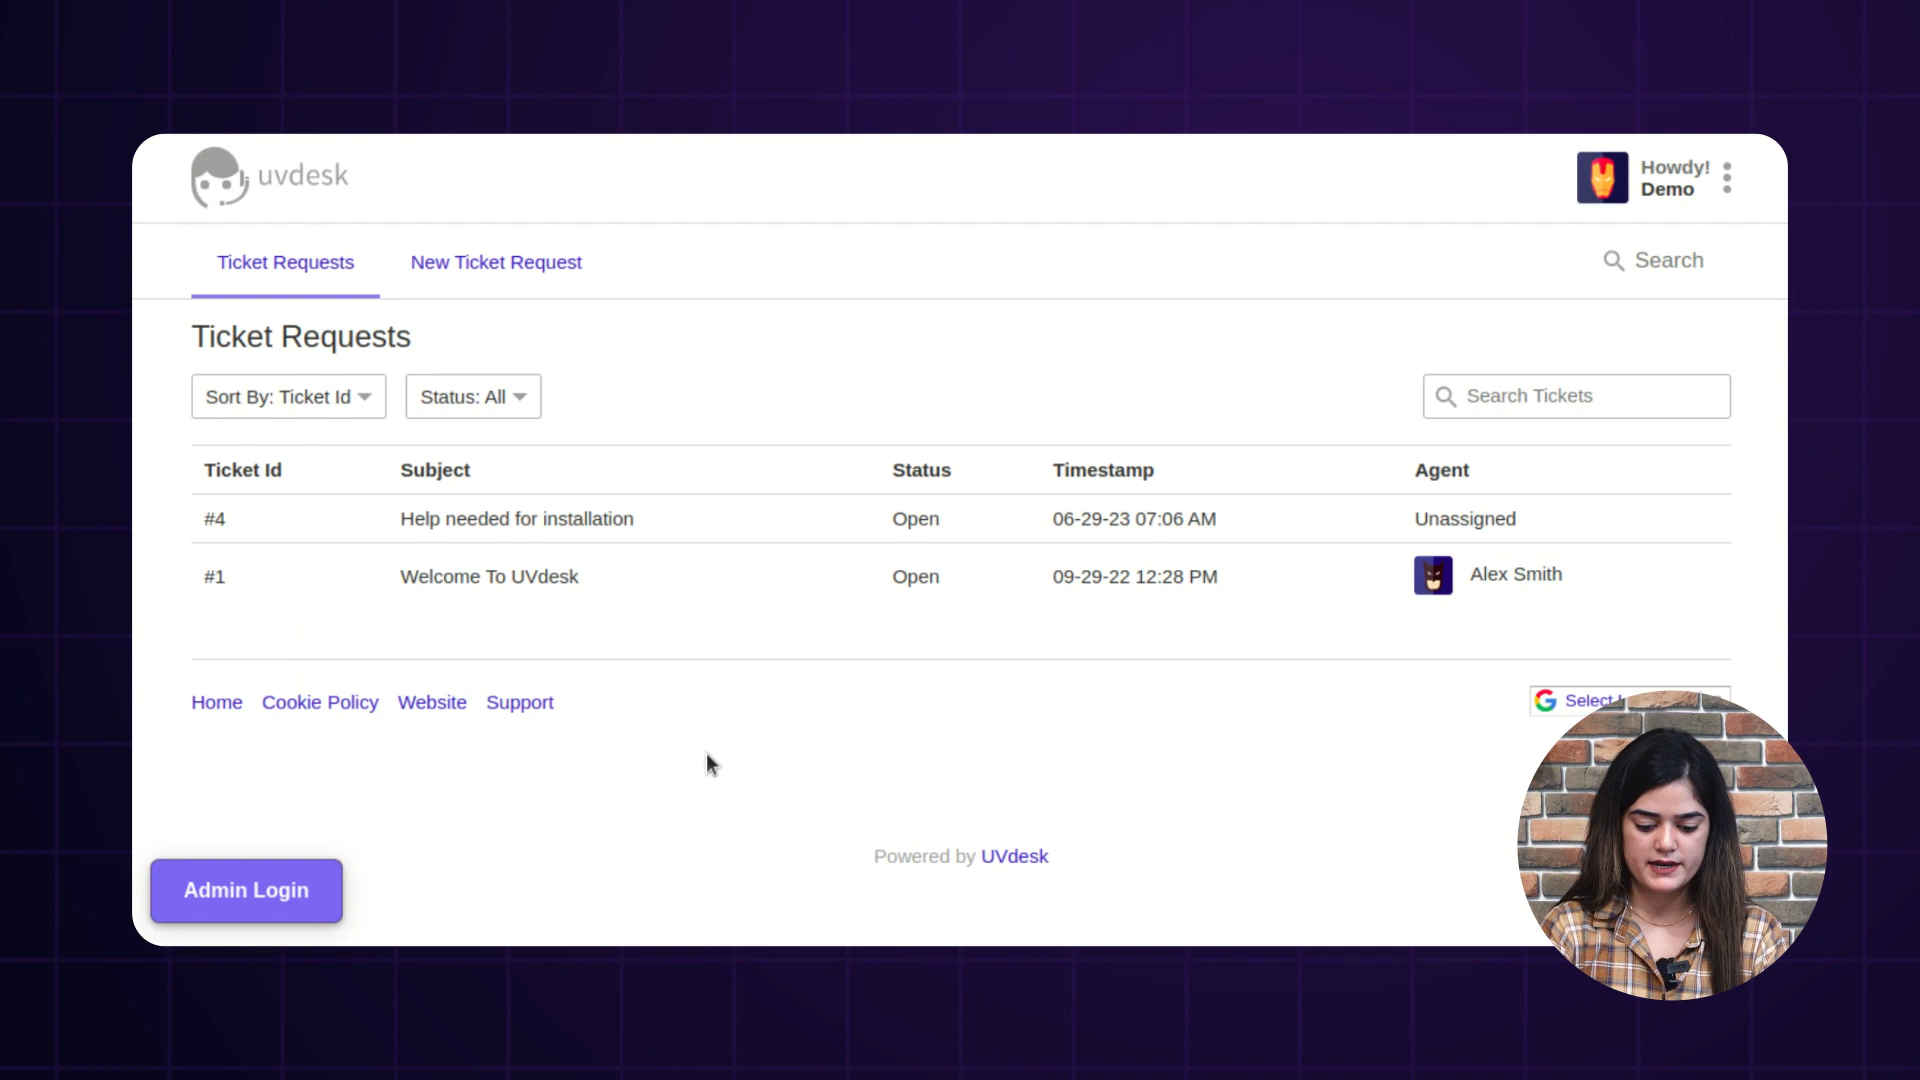 uvdesk
Howdy!
Demo
Ticket Requests New Ticket Request Search
Ticket Requests
Sort By: Ticket Id Status: All Search Tickets
Ticket Id Subject Status Timestamp Agent
#4 Help needed for installation Open 06-29-23 07:06 AM Unassigned
#1 Welcome To UVdesk Open 09-29-22 12:28 PM Alex Smith
Home Cookie Policy Website Support Select
Powered by UVdesk
Admin Login